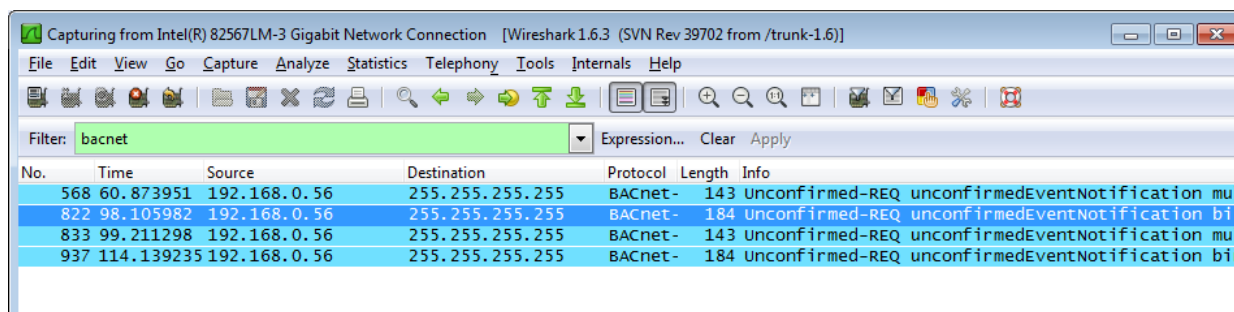 Capturing from Intel(R) 82567LM-3 Gigabit Network Connection [Wireshark 1.6.3 (SVN Rev 39702 from /trunk-1.6)]
File Edit View Go Capture Analyze Statistics Telephony Tools Internals Help
Filter: bacnet Expression... Clear Apply
No. Time Source Destination Protocol Length Info
568 60.873951 192.168.0.56 255.255.255.255 BACnet- 143 Unconfirmed-REQ unconfirmedEventNotification mu
822 98.105982 192.168.0.56 255.255.255.255 BACnet- 184 Unconfirmed-REQ unconfirmedEventNotification bi
833 99.211298 192.168.0.56 255.255.255.255 BACnet- 143 Unconfirmed-REQ unconfirmedEventNotification mu
937 114.139235 192.168.0.56 255.255.255.255 BACnet- 184 Unconfirmed-REQ unconfirmedEventNotification bi